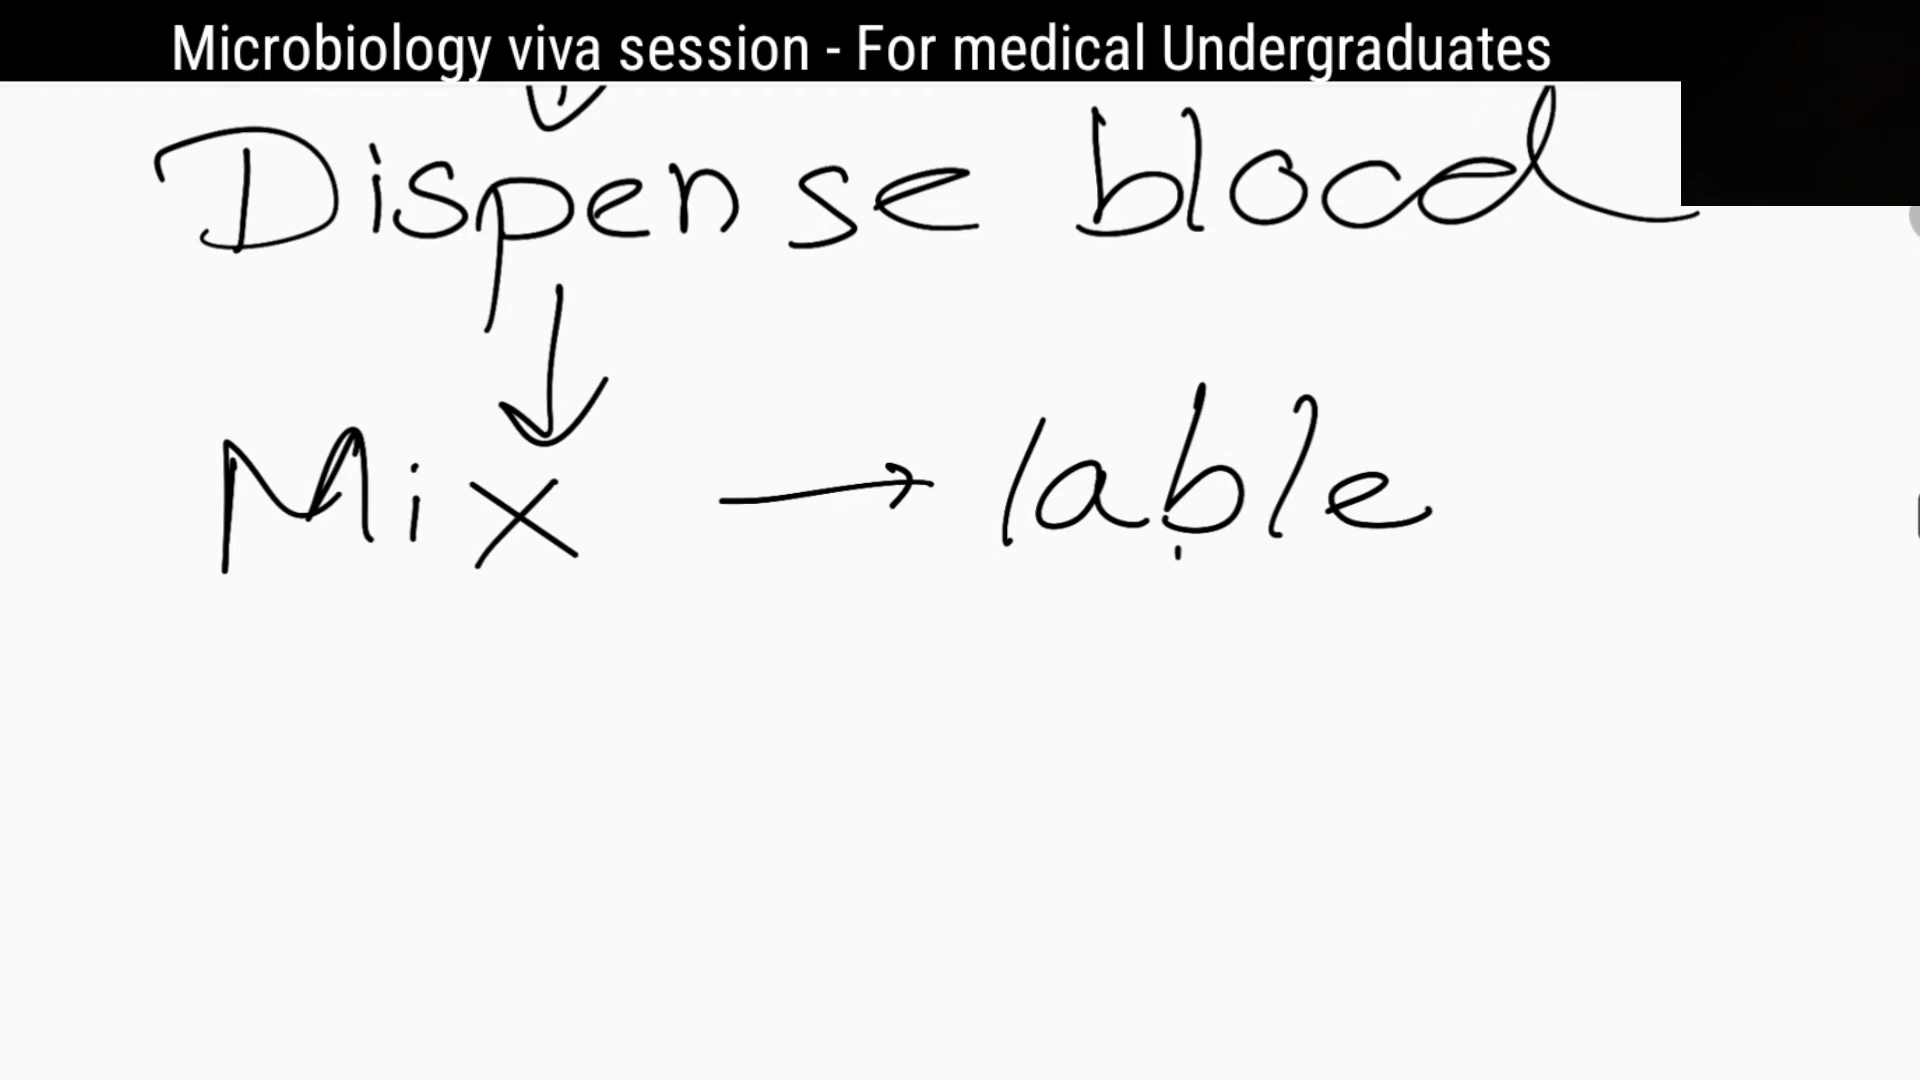 Microbiology viva session - For medical Undergraduates
Dispense blood
↓
Mix → lable